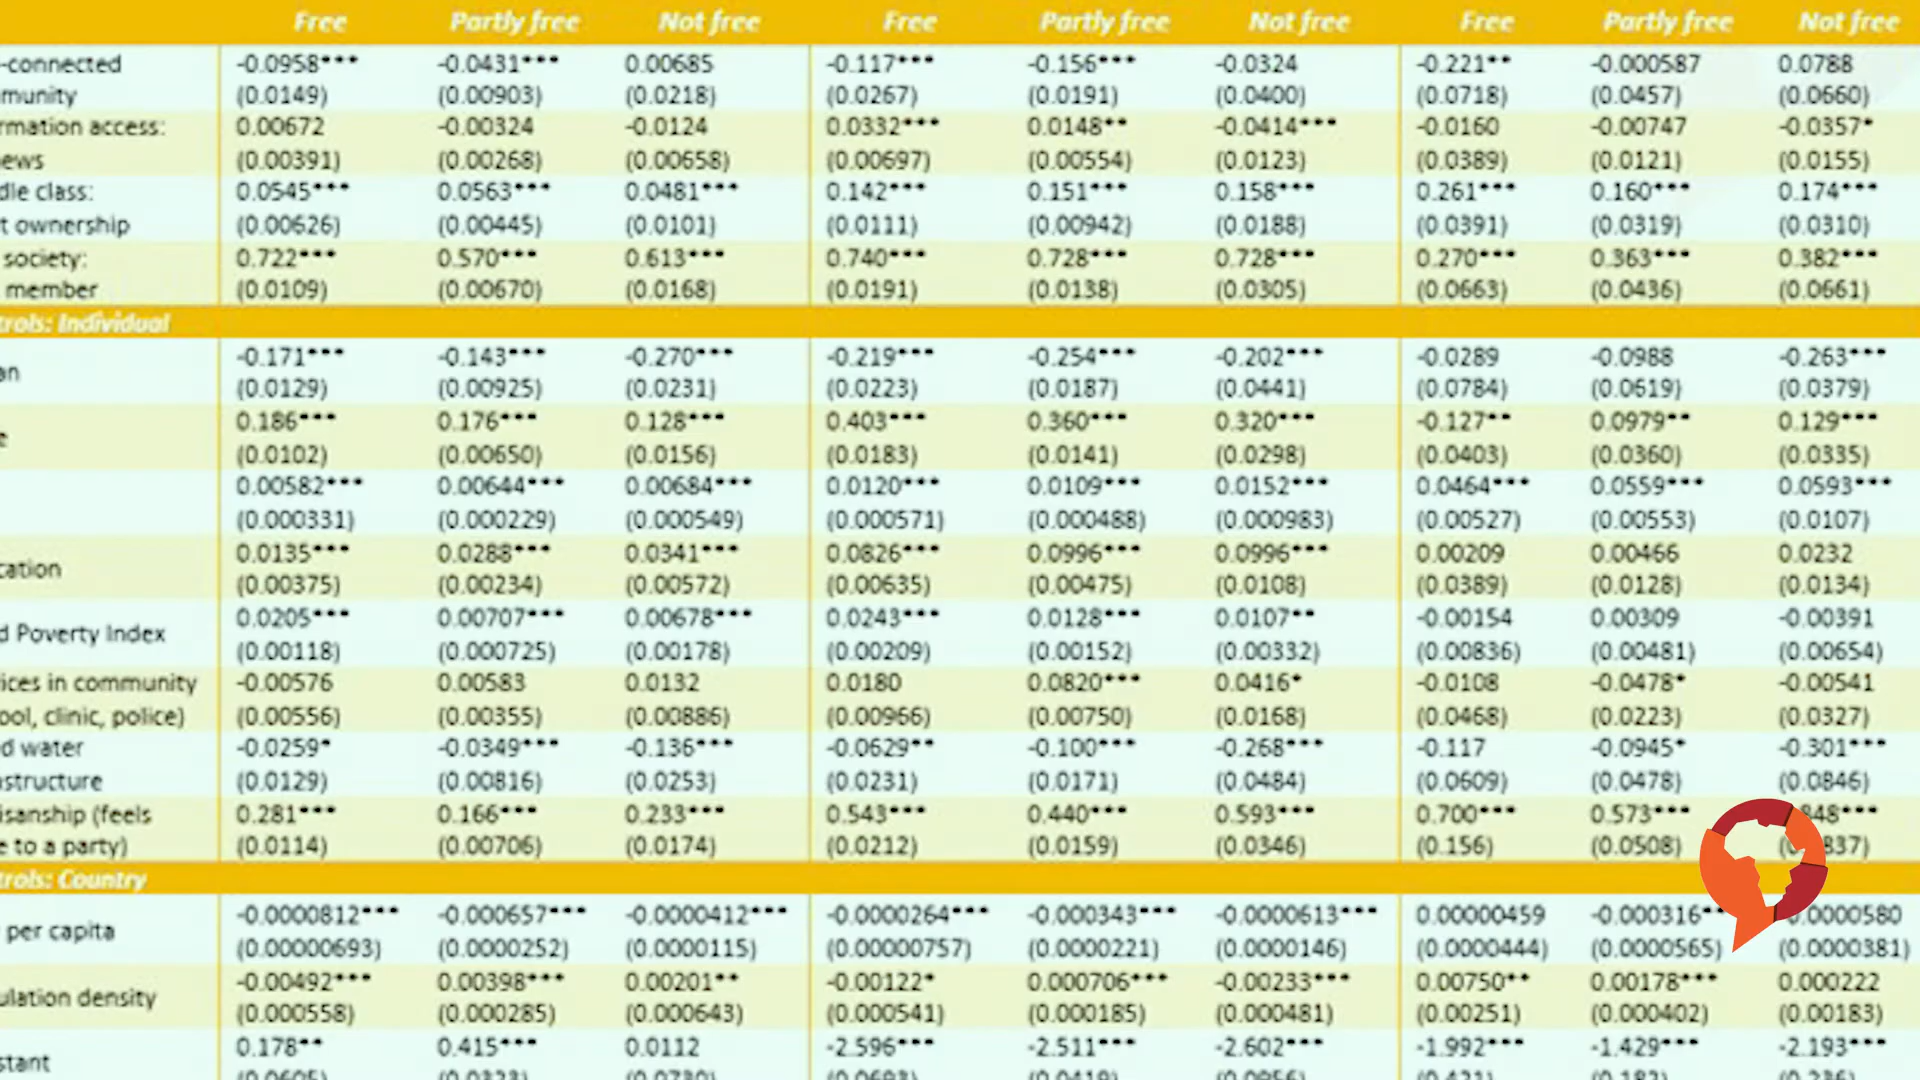 Free Partly free Not free Free Partly free Not free Free Partly free Not free
-connected -0.0958*** -0.0431*** 0.00685 -0.117*** -0.156*** -0.0324 -0.221** -0.000587 0.0788
munity (0.0149) (0.00903) (0.0218) (0.0267) (0.0191) (0.0400) (0.0718) (0.0457) (0.0660)
rmation access: 0.00672 -0.00324 -0.0124 0.0332*** 0.0148** -0.0414*** -0.0160 -0.00747 -0.0357*
ews (0.00391) (0.00268) (0.00658) (0.00697) (0.00554) (0.0123) (0.0389) (0.0121) (0.0155)
dle class: 0.0545*** 0.0563*** 0.0481*** 0.142*** 0.151*** 0.158*** 0.261*** 0.160*** 0.174***
t ownership (0.00626) (0.00445) (0.0101) (0.0111) (0.00942) (0.0188) (0.0391) (0.0319) (0.0310)
society: 0.722*** 0.570*** 0.613*** 0.740*** 0.728*** 0.728*** 0.270*** 0.363*** 0.382***
member (0.0109) (0.00670) (0.0168) (0.0191) (0.0138) (0.0305) (0.0663) (0.0436) (0.0661)
trols: Individual
-0.171*** -0.143*** -0.270*** -0.219*** -0.254*** -0.202*** -0.0289 -0.0988 -0.263***
an
(0.0129) (0.00925) (0.0231) (0.0223) (0.0187) (0.0441) (0.0784) (0.0619) (0.0379)
0.186*** 0.176*** 0.128*** 0.403*** 0.360*** 0.320*** -0.127** 0.0979** 0.129***
e
(0.0102) (0.00650) (0.0156) (0.0183) (0.0141) (0.0298) (0.0403) (0.0360) (0.0335)
0.00582*** 0.00644*** 0.00684*** 0.0120*** 0.0109*** 0.0152*** 0.0464*** 0.0559*** 0.0593***
(0.000331) (0.000229) (0.000549) (0.000571) (0.000488) (0.000983) (0.00527) (0.00553) (0.0107)
0.0135*** 0.0288*** 0.0341*** 0.0826*** 0.0996*** 0.0996*** 0.00209 0.00466 0.0232
cation
(0.00375) (0.00234) (0.00572) (0.00635) (0.00475) (0.0108) (0.0389) (0.0128) (0.0134)
0.0205*** 0.00707*** 0.00678*** 0.0243*** 0.0128*** 0.0107** -0.00154 0.00309 -0.00391
d Poverty Index
(0.00118) (0.000725) (0.00178) (0.00209) (0.00152) (0.00332) (0.00836) (0.00481) (0.00654)
ices in community -0.00576 0.00583 0.0132 0.0180 0.0820*** 0.0416* -0.0108 -0.0478* -0.00541
ool, clinic, police) (0.00556) (0.00355) (0.00886) (0.00966) (0.00750) (0.0168) (0.0468) (0.0223) (0.0327)
d water -0.0259* -0.0349*** -0.136*** -0.0629** -0.100*** -0.268*** -0.117 -0.0945* -0.301***
astructure (0.0129) (0.00816) (0.0253) (0.0231) (0.0171) (0.0484) (0.0609) (0.0478) (0.0846)
isanship (feels 0.281*** 0.166*** 0.233*** 0.543*** 0.440*** 0.593*** 0.700*** 0.573*** 848***
e to a party) (0.0114) (0.00706) (0.0174) (0.0212) (0.0159) (0.0346) (0.156) (0.0508) 837)
trols: Country
-0.0000812*** -0.000657*** -0.0000412*** -0.0000264*** -0.000343*** -0.0000613*** 0.00000459 -0.000316** 0.0000580
per capita
(0.00000693) (0.0000252) (0.0000115) (0.00000757) (0.0000221) (0.0000146) (0.0000444) (0.0000565) (0.0000381)
-0.00492*** 0.00398*** 0.00201** -0.00122* 0.000706*** -0.00233*** 0.00750** 0.00178*** 0.000222
ulation density
(0.000558) (0.000285) (0.000643) (0.000541) (0.000185) (0.000481) (0.00251) (0.000402) (0.00183)
0.178** 0.415*** 0.0112 -2.596*** -2.511*** -2.602*** -1.992*** -1.429*** -2.193***
stant